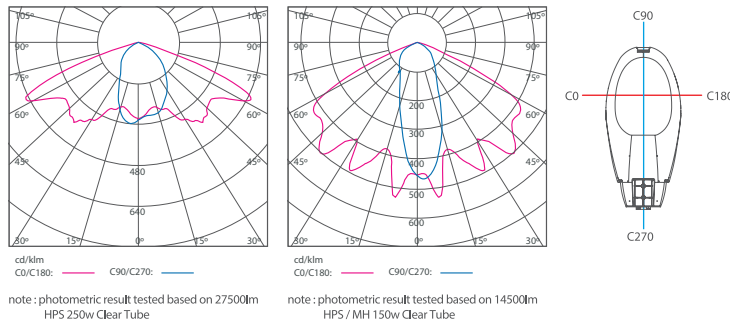 105° 105°
90° 90°
75° 75°
60° 60°
45° 45°
480
640
30° 15° 0° 15° 30°
cd/klm
C0/C180: C90/C270:
note : photometric result tested based on 27500lm
HPS 250w Clear Tube
105° 105°
90° 90°
75° 75°
200
60° 60°
300
45° 45°
400
500
600
30° 15° 0° 15° 30°
cd/klm
C0/C180: C90/C270:
note : photometric result tested based on 14500lm
HPS / MH 150w Clear Tube
C90
C0 C180
C270